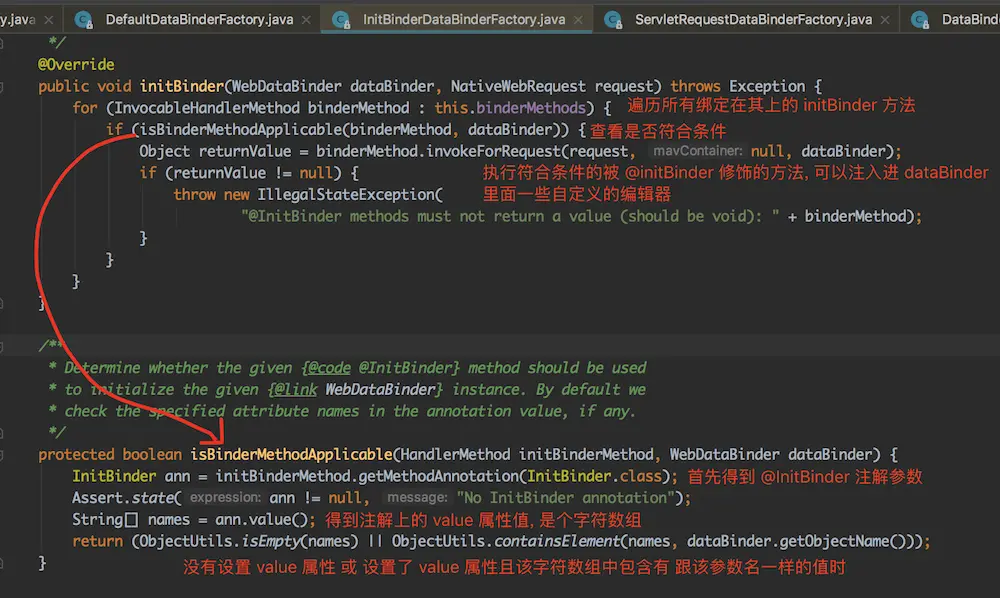 y.java × DefaultDataBinderFactory.java × InitBinderDataBinderFactory.java × ServletRequestDataBinderFactory.java × DataBind
*/
@Override
public void initBinder(WebDataBinder dataBinder, NativeWebRequest request) throws Exception {
for (InvocableHandlerMethod binderMethod : this.binderMethods) { 遍历所有绑定在其上的 initBinder 方法
if (isBinderMethodApplicable(binderMethod, dataBinder)) { 查看是否符合条件
Object returnValue = binderMethod.invokeForRequest(request, mavContainer: null, dataBinder);
if (returnValue != null) { 执行符合条件的被 @initBinder 修饰的方法, 可以注入进 dataBinder
throw new IllegalStateException( 里面一些自定义的编辑器
"@InitBinder methods must not return a value (should be void): " + binderMethod);
}
}
}
}
/**
* Determine whether the given {@code @InitBinder} method should be used
* to initialize the given {@link WebDataBinder} instance. By default we
* check the specified attribute names in the annotation value, if any.
*/
protected boolean isBinderMethodApplicable(HandlerMethod initBinderMethod, WebDataBinder dataBinder) {
InitBinder ann = initBinderMethod.getMethodAnnotation(InitBinder.class); 首先得到 @InitBinder 注解参数
Assert.state( expression: ann != null, message: "No InitBinder annotation");
String[] names = ann.value(); 得到注解上的 value 属性值, 是个字符数组
return (ObjectUtils.isEmpty(names) || ObjectUtils.containsElement(names, dataBinder.getObjectName()));
} 没有设置 value 属性 或 设置了 value 属性且该字符数组中包含有 跟该参数名一样的值时